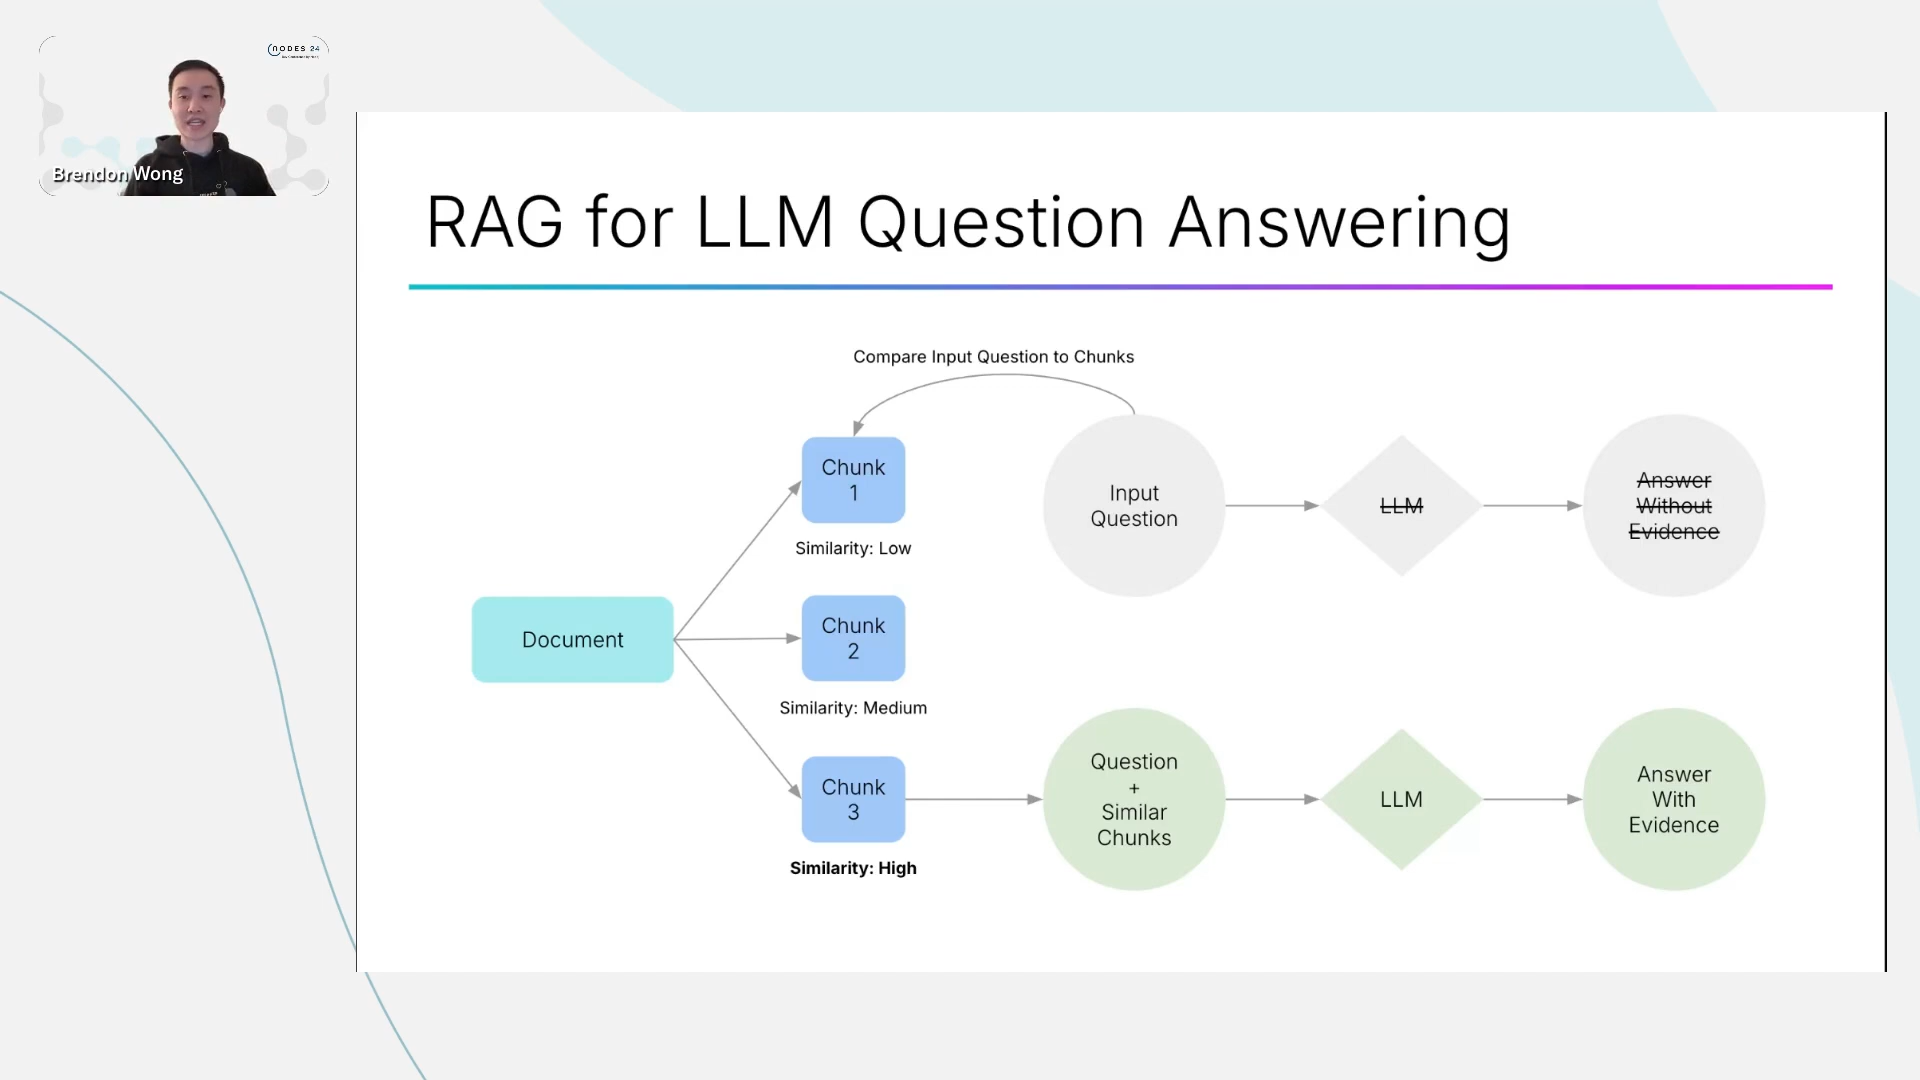 NODES 24
Brendon Wong
RAG for LLM Question Answering
Compare Input Question to Chunks
Chunk
1
Similarity: Low
Input
Question
LLM
Answer
Without
Evidence
Document
Chunk
2
Similarity: Medium
Chunk
3
Similarity: High
Question
+
Similar
Chunks
LLM
Answer
With
Evidence